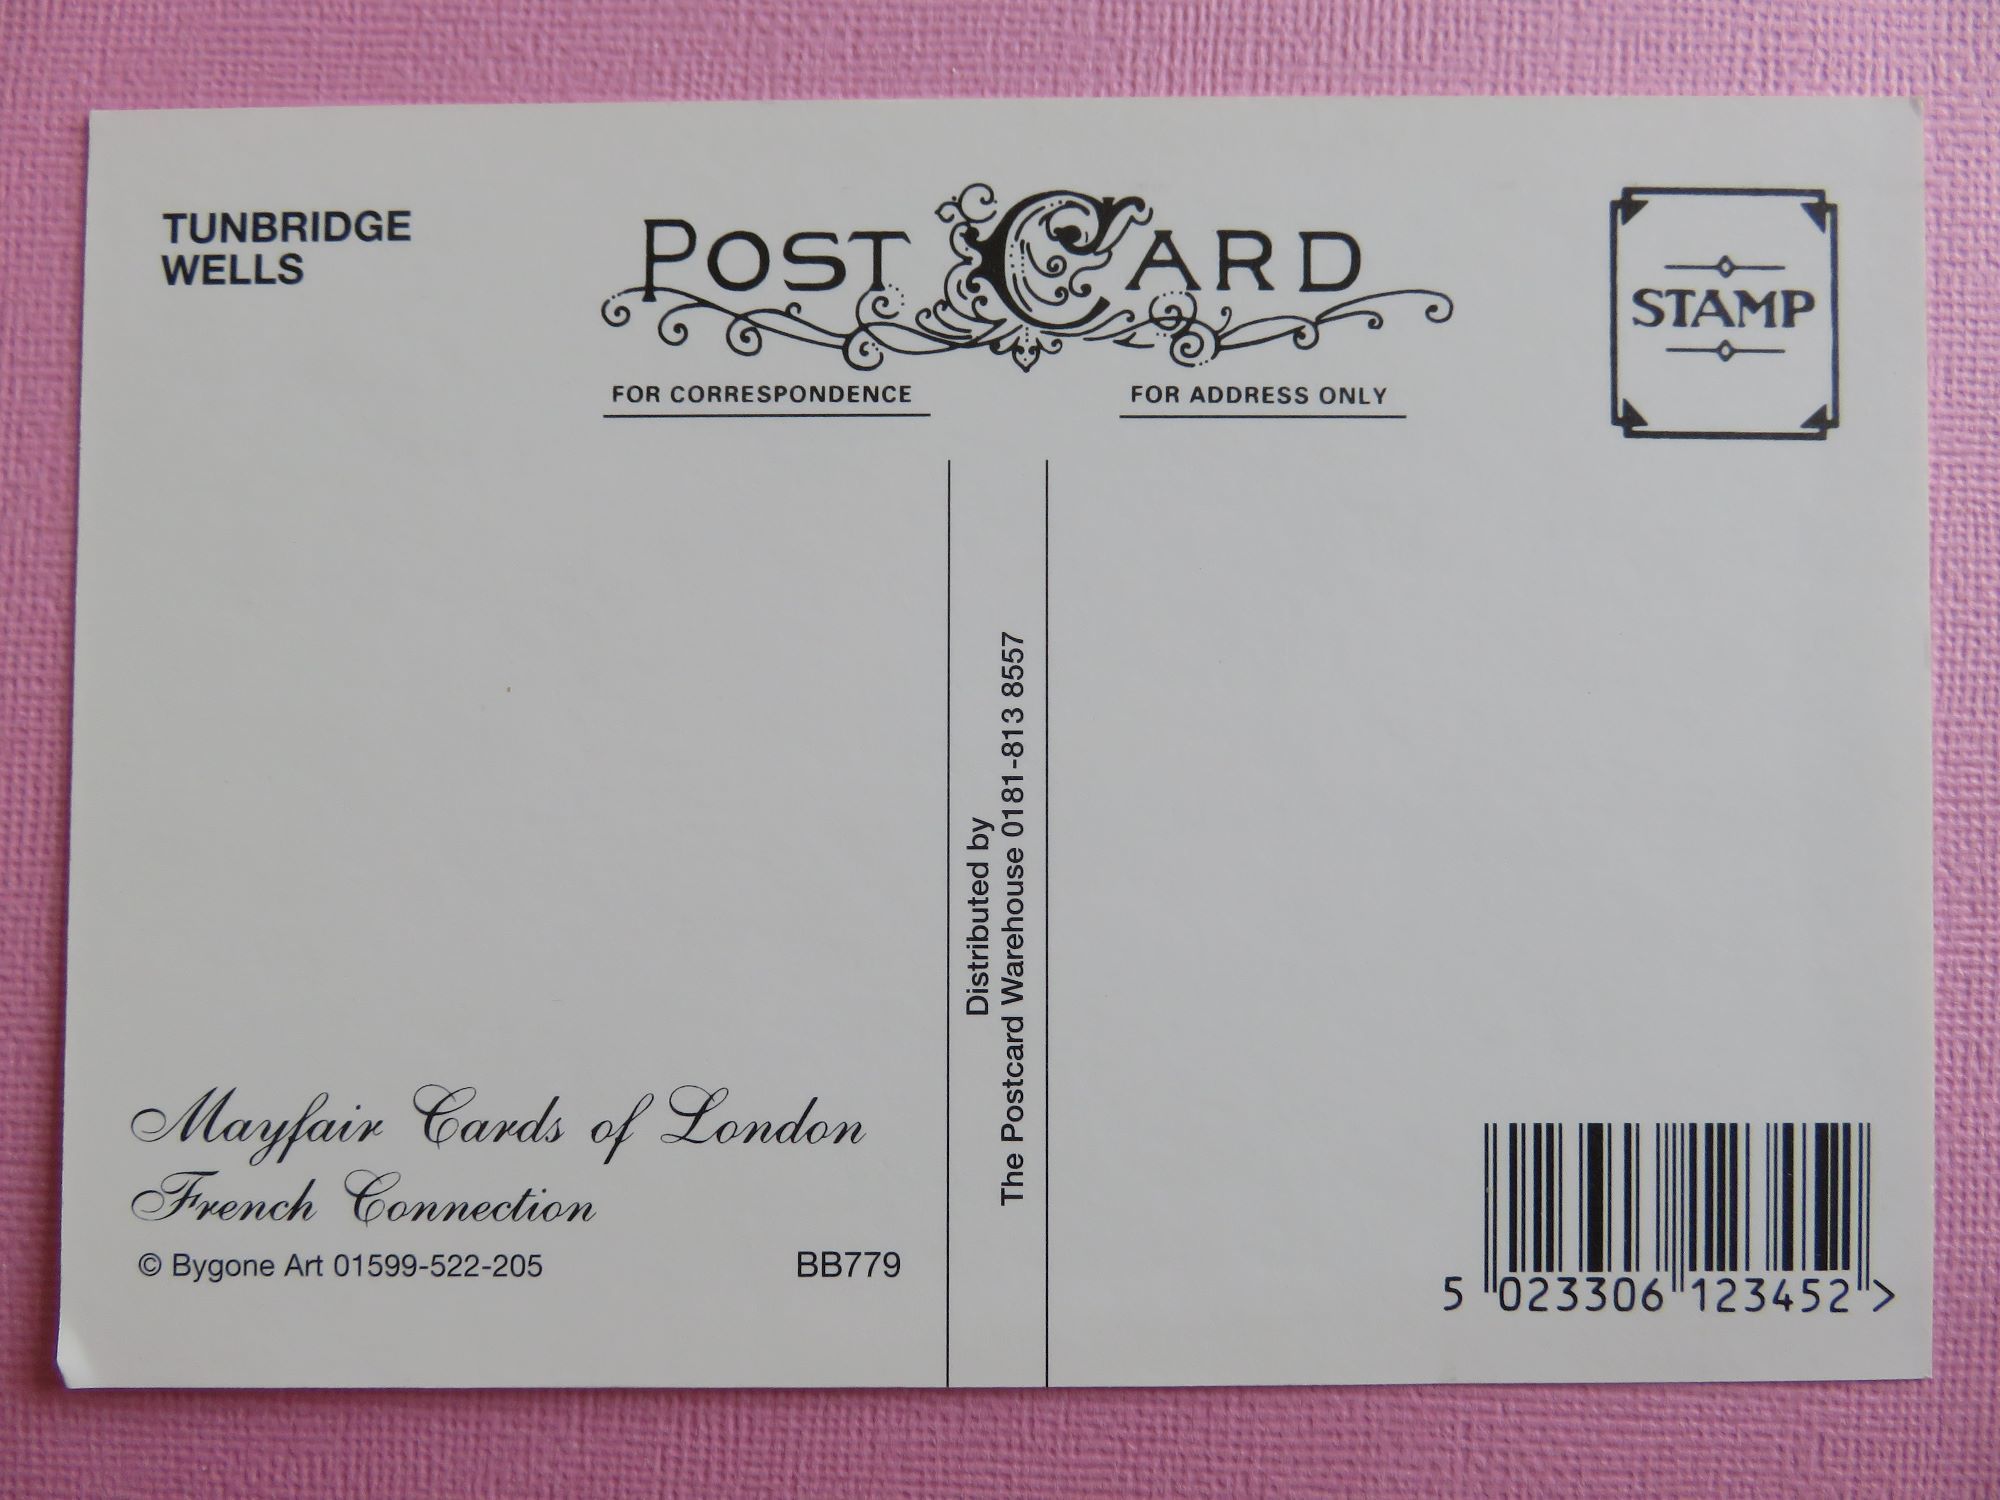 TUNBRIDGE
WELLS
POST CARD
FOR CORRESPONDENCE
FOR ADDRESS ONLY
STAMP
Distributed by
The Postcard Warehouse 0181-813 8557
Mayfair Cards of London
French Connection
© Bygone Art 01599-522-205
BB779
5 023306 123452 >